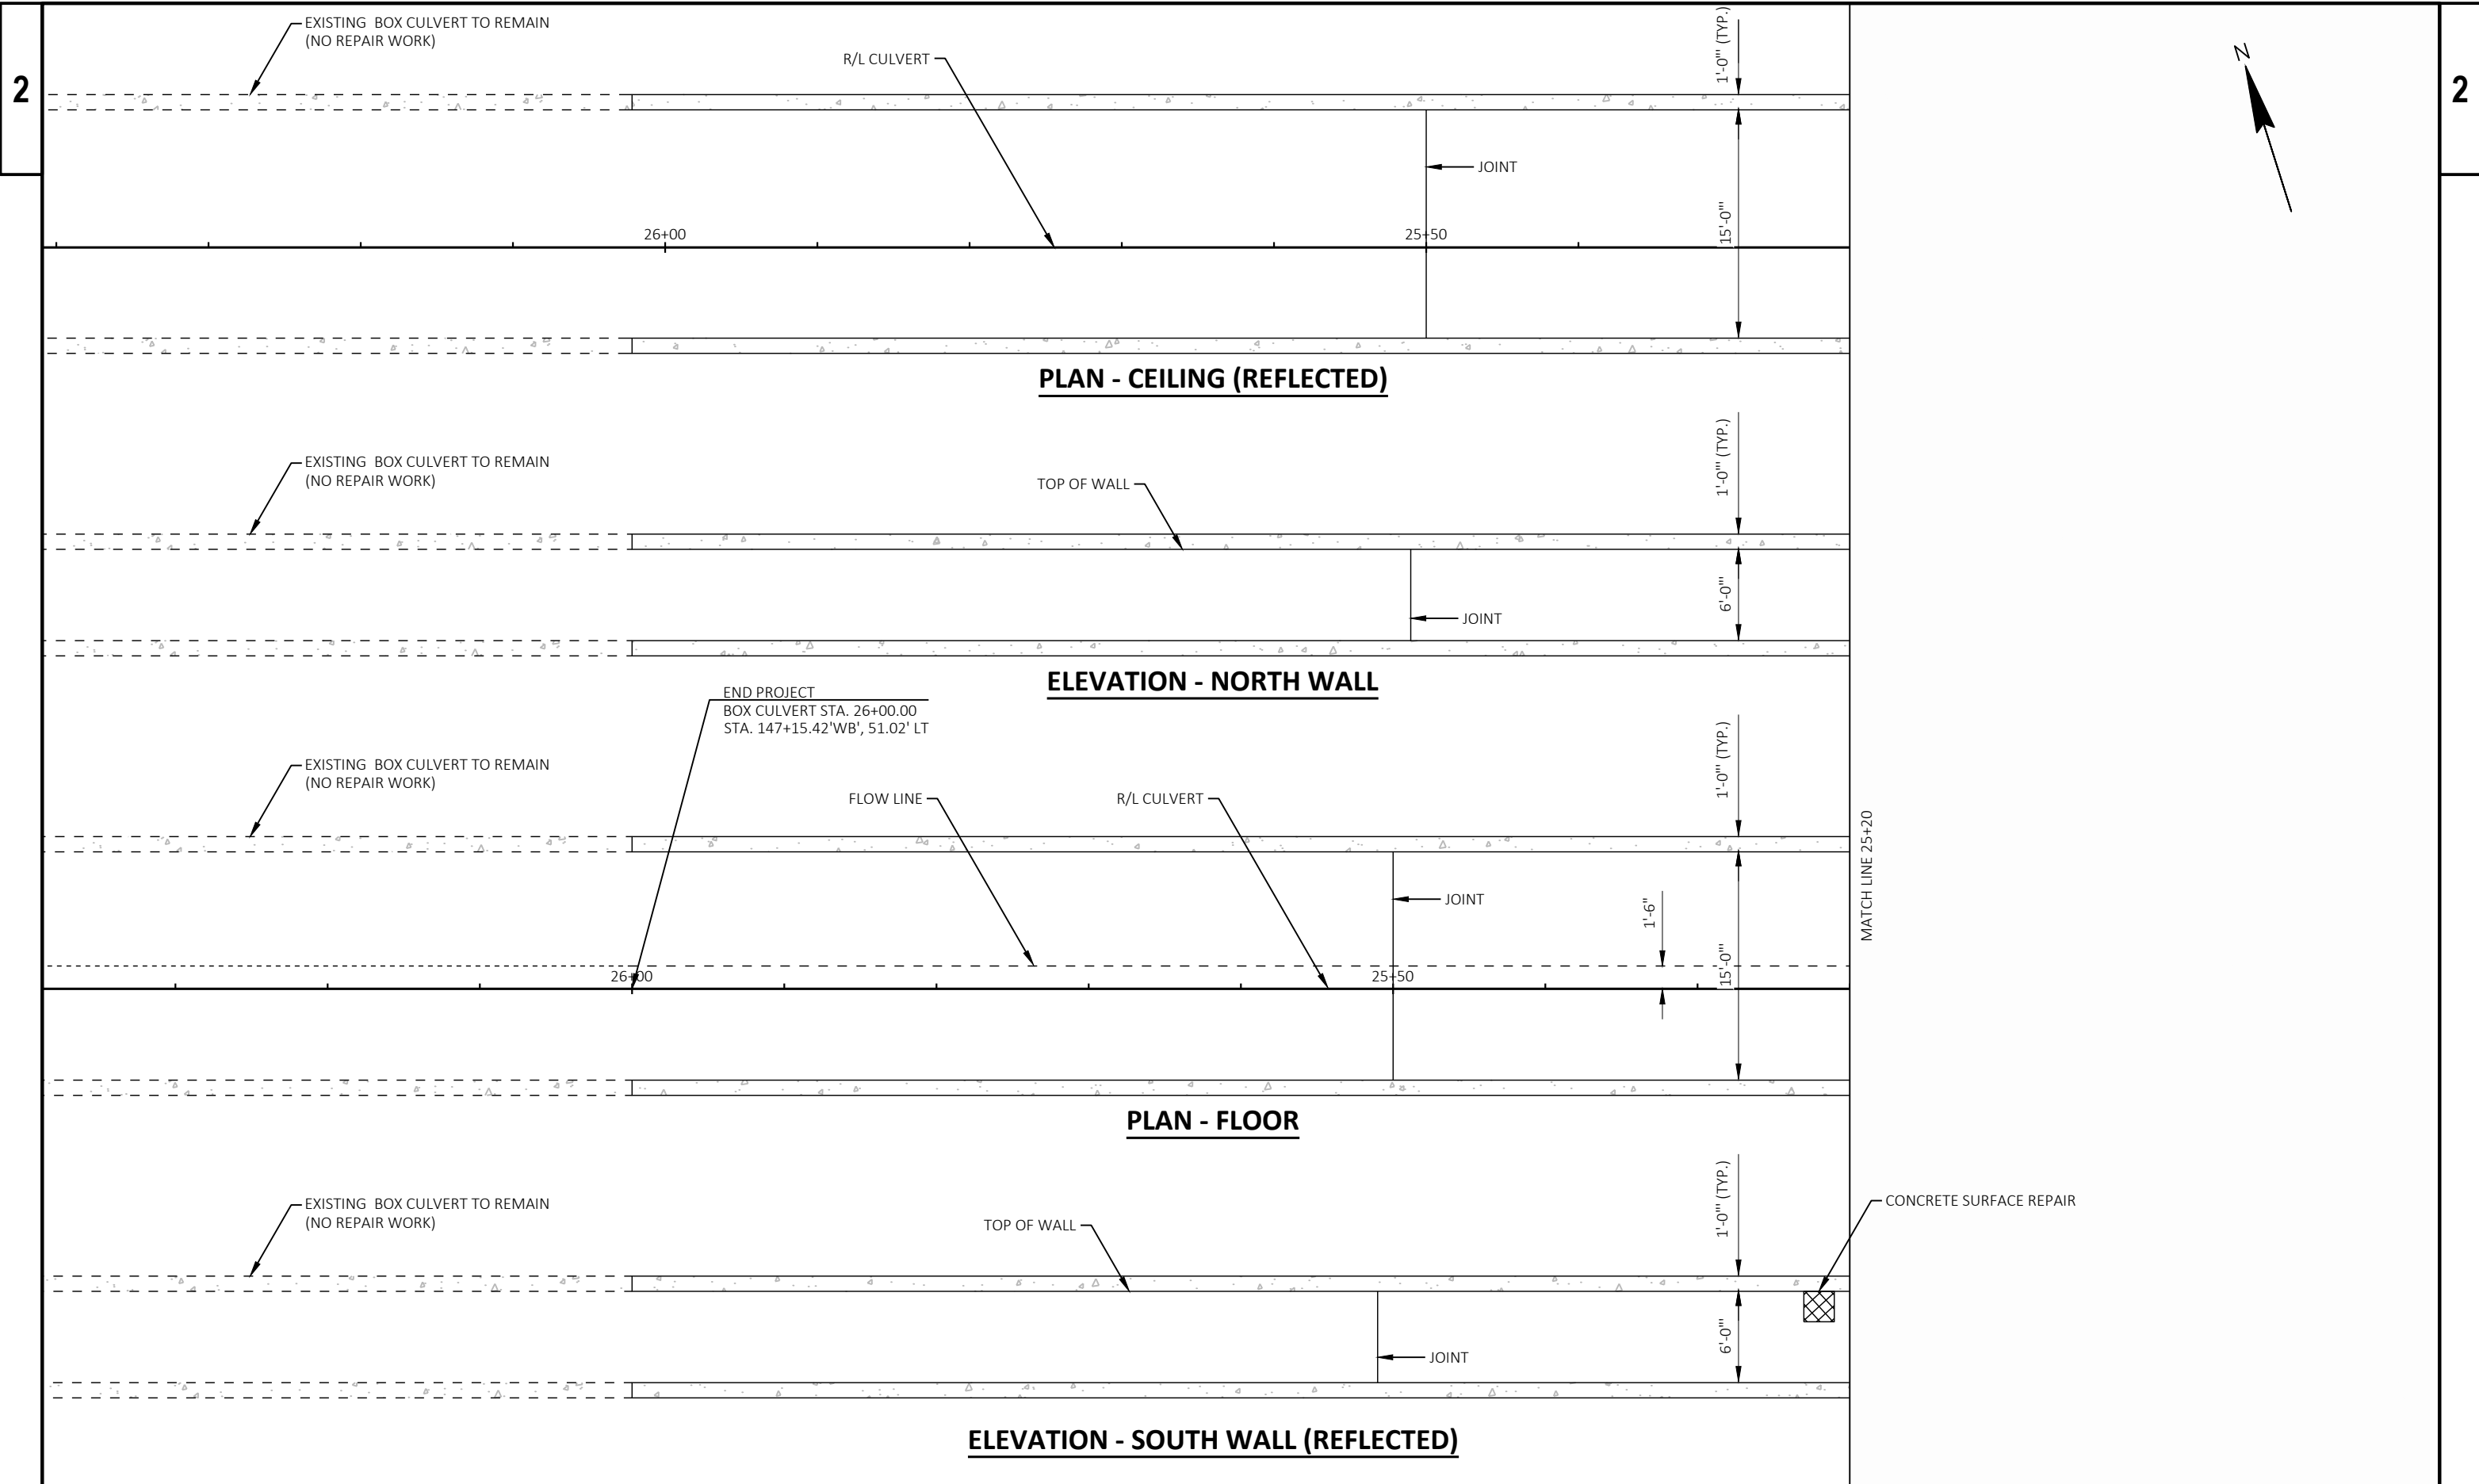 2
2
N
EXISTING BOX CULVERT TO REMAIN
(NO REPAIR WORK)
R/L CULVERT
1'-0"' (TYP.)
JOINT
15'-0"'
26+00
25+50
PLAN - CEILING (REFLECTED)
EXISTING BOX CULVERT TO REMAIN
(NO REPAIR WORK)
TOP OF WALL
1'-0"' (TYP.)
6'-0"'
JOINT
ELEVATION - NORTH WALL
END PROJECT
BOX CULVERT STA. 26+00.00
STA. 147+15.42'WB', 51.02' LT
EXISTING BOX CULVERT TO REMAIN
(NO REPAIR WORK)
FLOW LINE
R/L CULVERT
1'-0"' (TYP.)
JOINT
1'-6"
15'-0"'
MATCH LINE 25+20
26+00
25+50
PLAN - FLOOR
EXISTING BOX CULVERT TO REMAIN
(NO REPAIR WORK)
TOP OF WALL
1'-0"' (TYP.)
CONCRETE SURFACE REPAIR
6'-0"'
JOINT
ELEVATION - SOUTH WALL (REFLECTED)